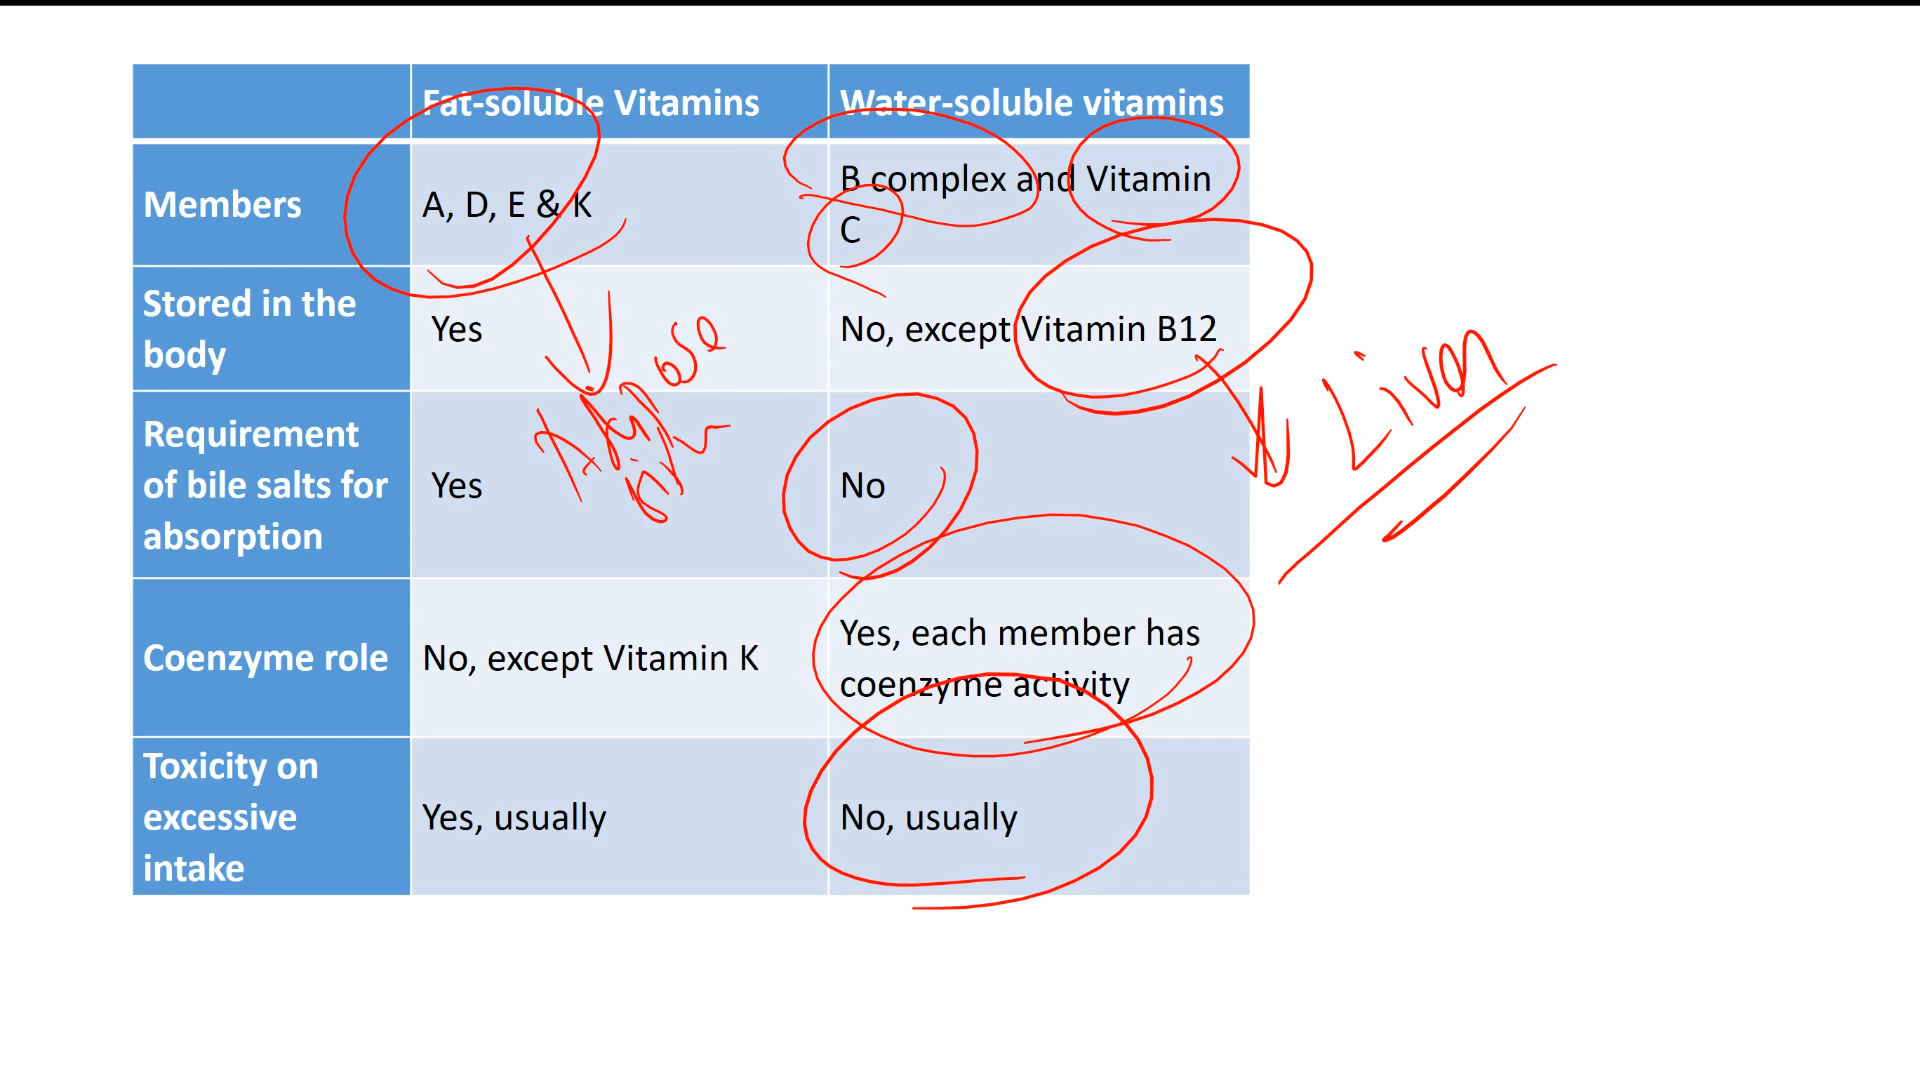 Fat-soluble Vitamins
Water-soluble vitamins
Members
A, D, E & K
B complex and Vitamin
C
Stored in the
body
Yes
No, except Vitamin B12
Liver
Requirement
of bile salts for
absorption
Yes
No
Coenzyme role
No, except Vitamin K
Yes, each member has
coenzyme activity
Toxicity on
excessive
intake
Yes, usually
No, usually